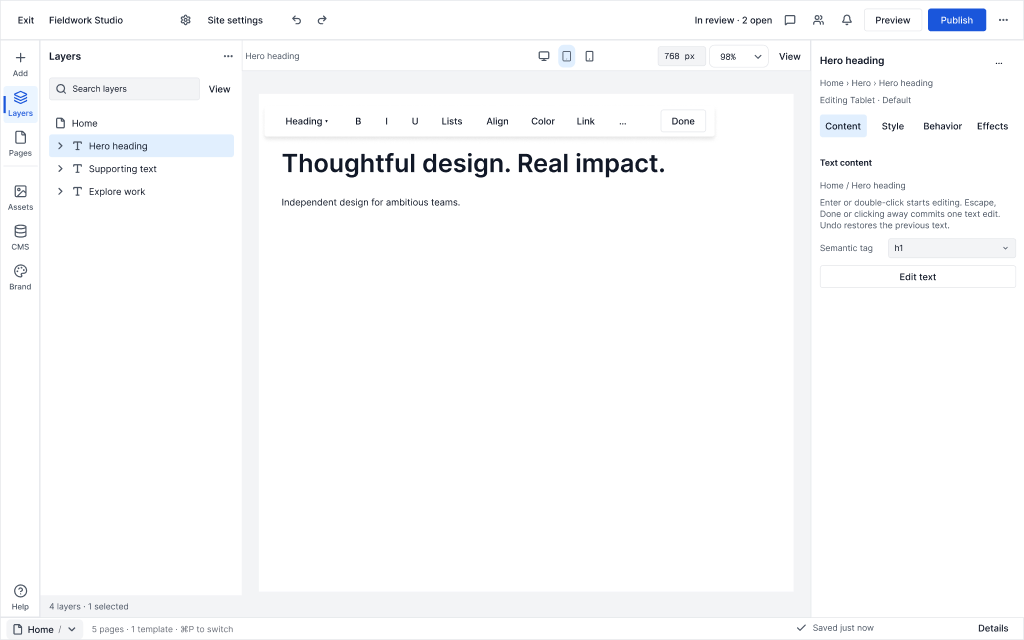 Exit Fieldwork Studio Site settings In review · 2 open Preview Publish ...
Add
Layers
Pages
Assets
CMS
Brand
Help
Layers ...
Search layers View
Home
Hero heading
Supporting text
Explore work
4 layers · 1 selected
Hero heading 768 px 98% View
Heading B I U Lists Align Color Link ... Done
Thoughtful design. Real impact.
Independent design for ambitious teams.
Hero heading ...
Home › Hero › Hero heading
Editing Tablet · Default
Content Style Behavior Effects
Text content
Home / Hero heading
Enter or double-click starts editing. Escape,
Done or clicking away commits one text edit.
Undo restores the previous text.
Semantic tag h1
Edit text
Home / 5 pages · 1 template · ⌘P to switch Saved just now Details